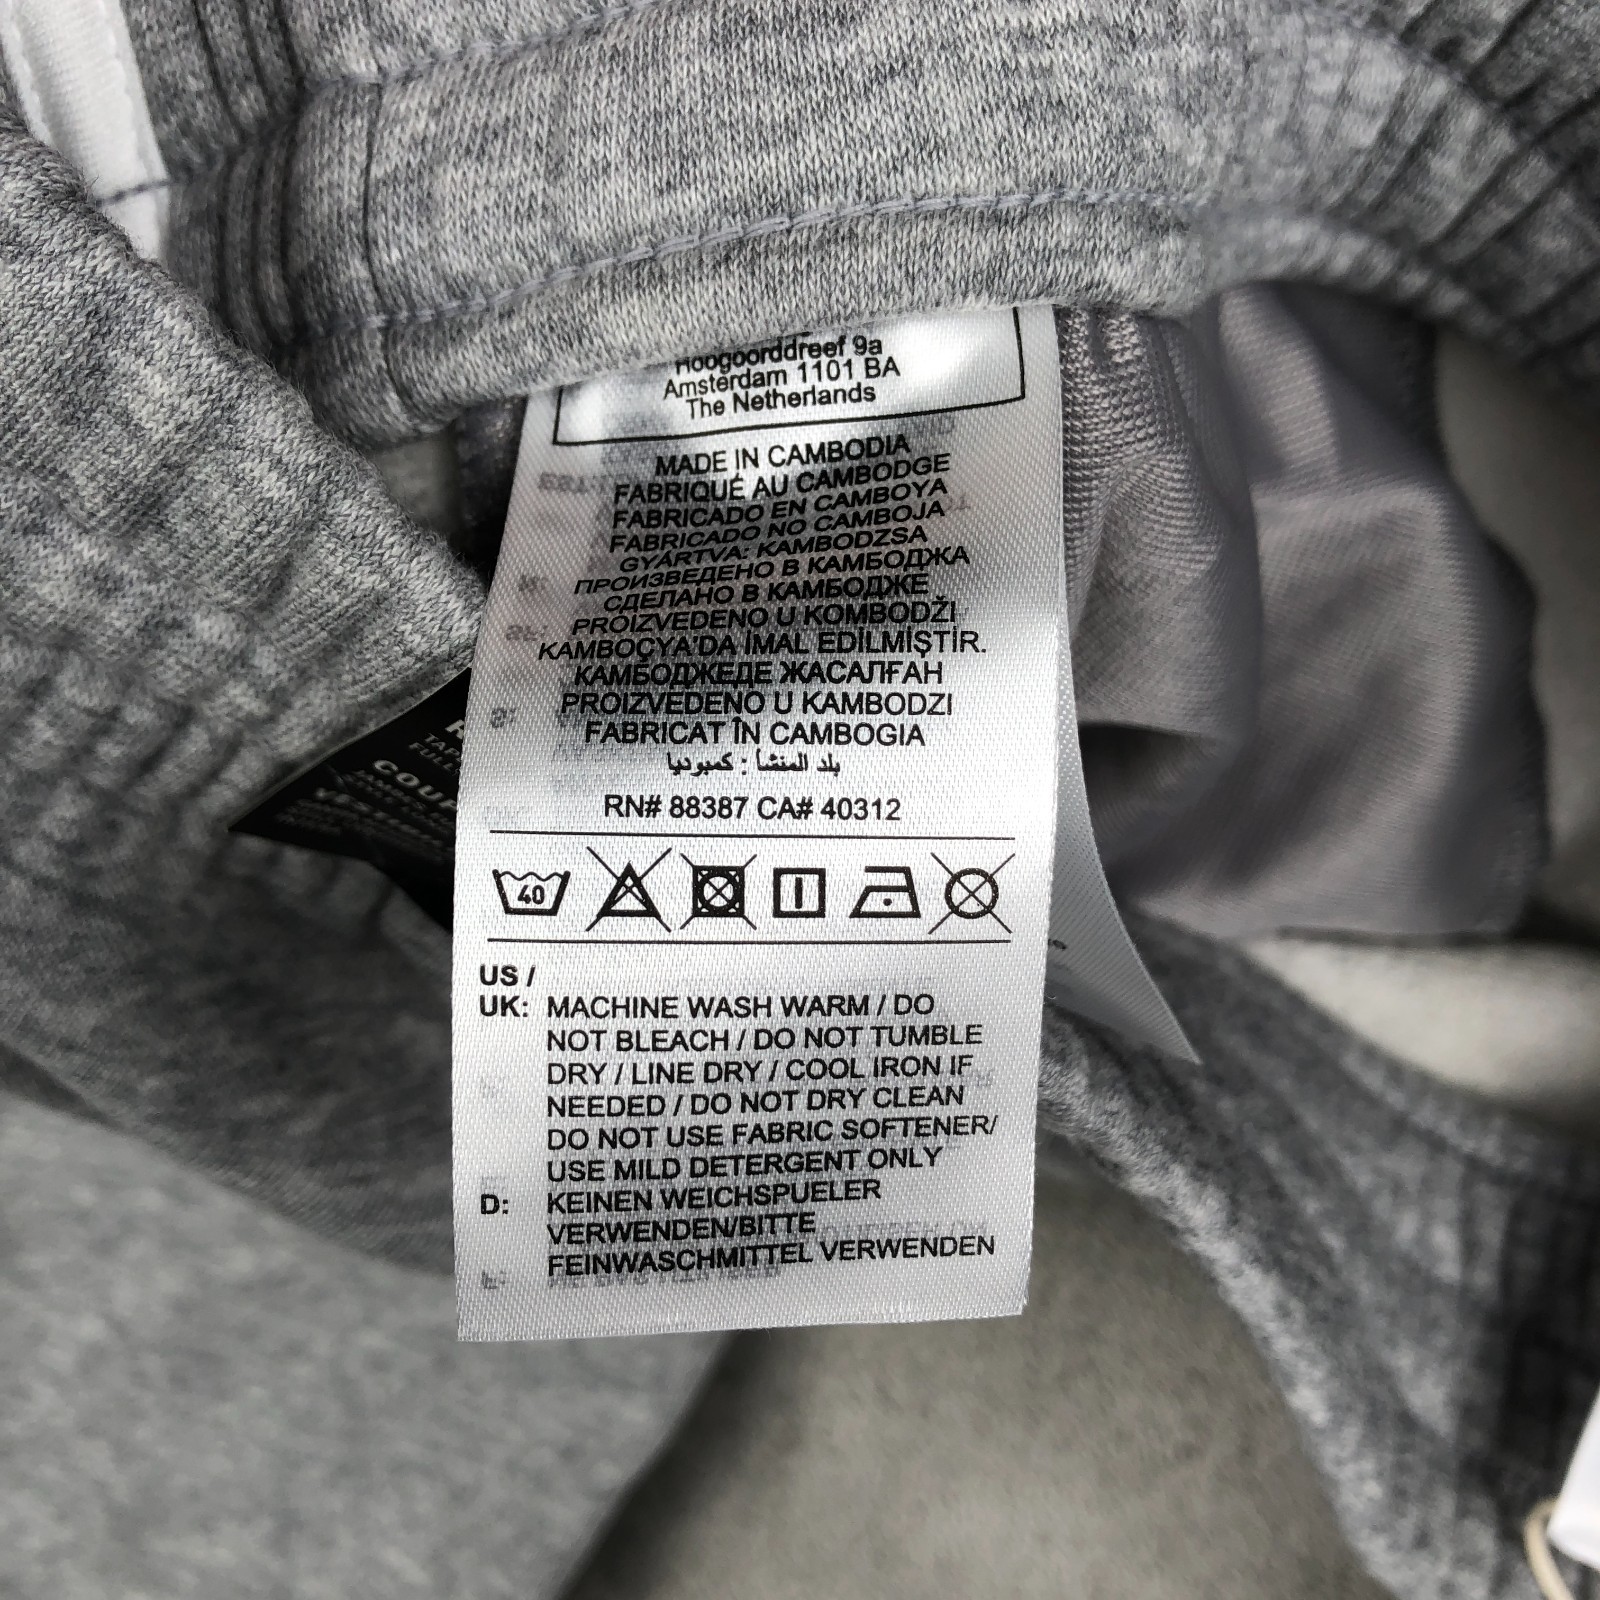 Hoogoorddreef 9a
Amsterdam 1101 BA
The Netherlands
MADE IN CAMBODIA
FABRIQUÉ AU CAMBODGE
FABRICADO EN CAMBOYA
FABRICADO NO CAMBOJA
GYÁRTVA: KAMBODZSA
ПРОИЗВЕДЕНО В КАМБОДЖА
СДЕЛАНО В КАМБОДЖЕ
PROIZVEDENO U KOMBODŽI
KAMBOÇYA'DA İMAL EDİLMİŞTİR.
КАМБОДЖЕДЕ ЖАСАЛҒАН
PROIZVEDENO U KAMBODZI
FABRICAT ÎN CAMBOGIA
بلد المنشأ : كمبوديا
RN# 88387 CA# 40312
40
US /
UK: MACHINE WASH WARM / DO
NOT BLEACH / DO NOT TUMBLE
DRY / LINE DRY / COOL IRON IF
NEEDED / DO NOT DRY CLEAN
DO NOT USE FABRIC SOFTENER/
USE MILD DETERGENT ONLY
D: KEINEN WEICHSPUELER
VERWENDEN/BITTE
FEINWASCHMITTEL VERWENDEN